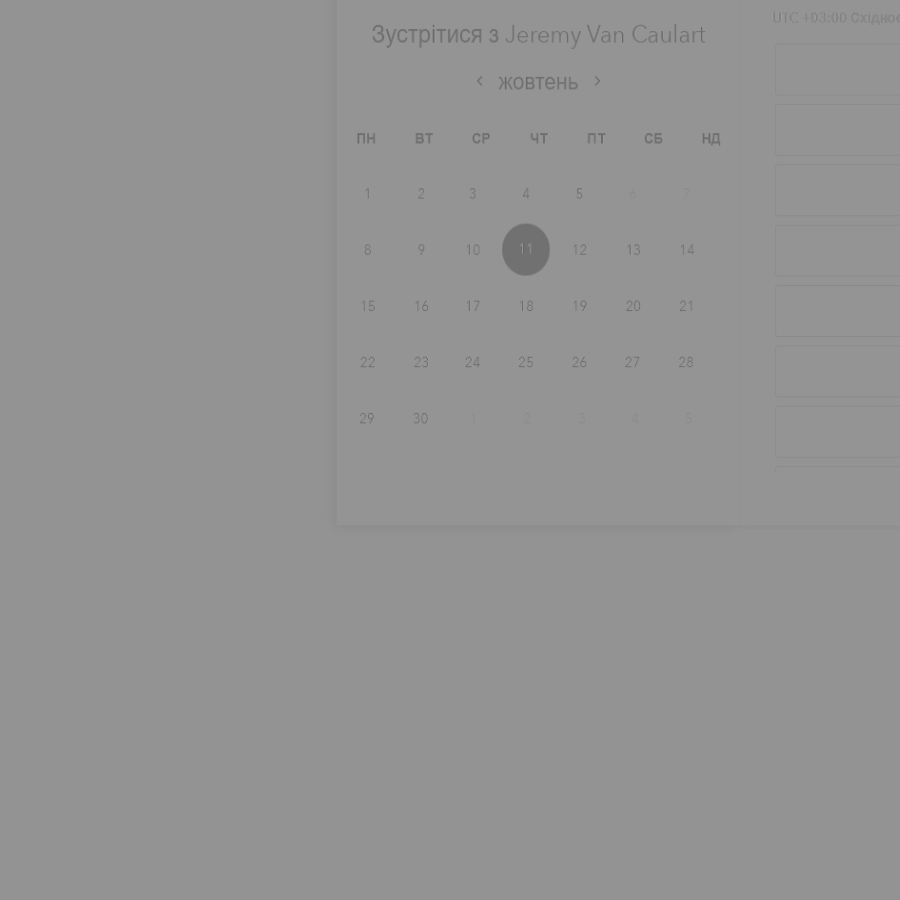 Зустрітися з Jeremy Van Caulart
жовтень
ПН ВТ СР ЧТ ПТ СБ НД
1 2 3 4 5 6 7
8 9 10 11 12 13 14
15 16 17 18 19 20 21
22 23 24 25 26 27 28
29 30 1 2 3 4 5
UTC +03:00 Східноє